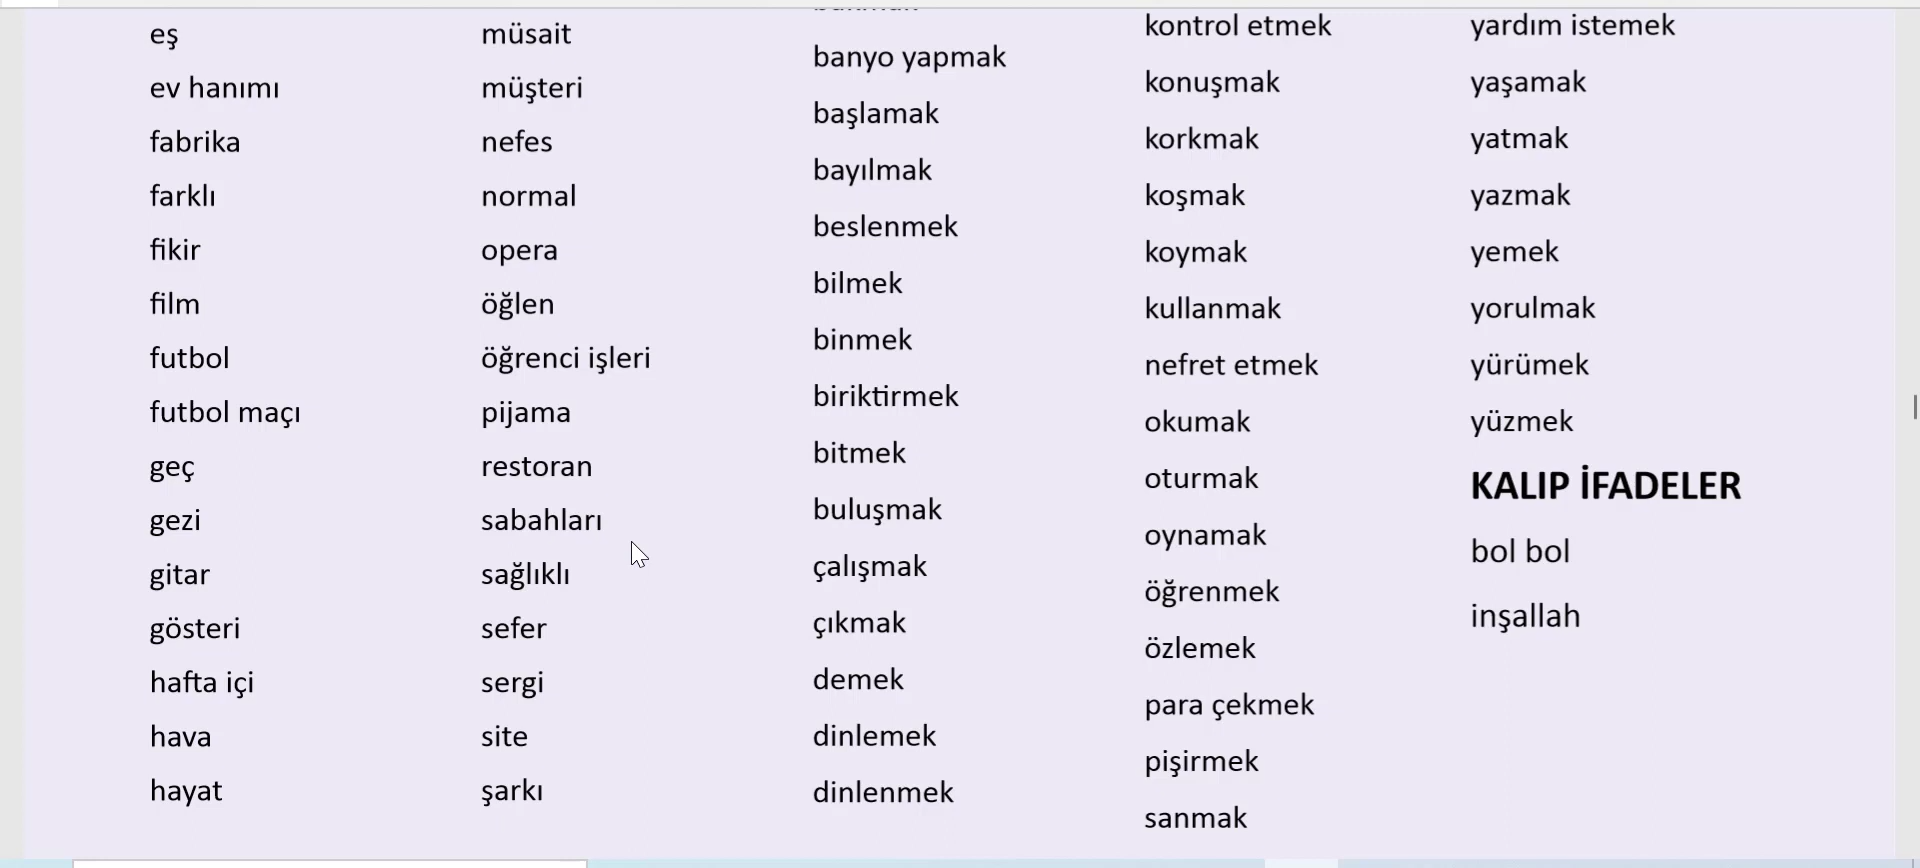 eş
ev hanımı
fabrika
farklı
fikir
film
futbol
futbol maçı
geç
gezi
gitar
gösteri
hafta içi
hava
hayat
müsait
müşteri
nefes
normal
opera
öğlen
öğrenci işleri
pijama
restoran
sabahları
sağlıklı
sefer
sergi
site
şarkı
banyo yapmak
başlamak
bayılmak
beslenmek
bilmek
binmek
biriktirmek
bitmek
buluşmak
çalışmak
çıkmak
demek
dinlemek
dinlenmek
kontrol etmek
konuşmak
korkmak
koşmak
koymak
kullanmak
nefret etmek
okumak
oturmak
oynamak
öğrenmek
özlemek
para çekmek
pişirmek
sanmak
yardım istemek
yaşamak
yatmak
yazmak
yemek
yorulmak
yürümek
yüzmek
KALIP İFADELER
bol bol
inşallah